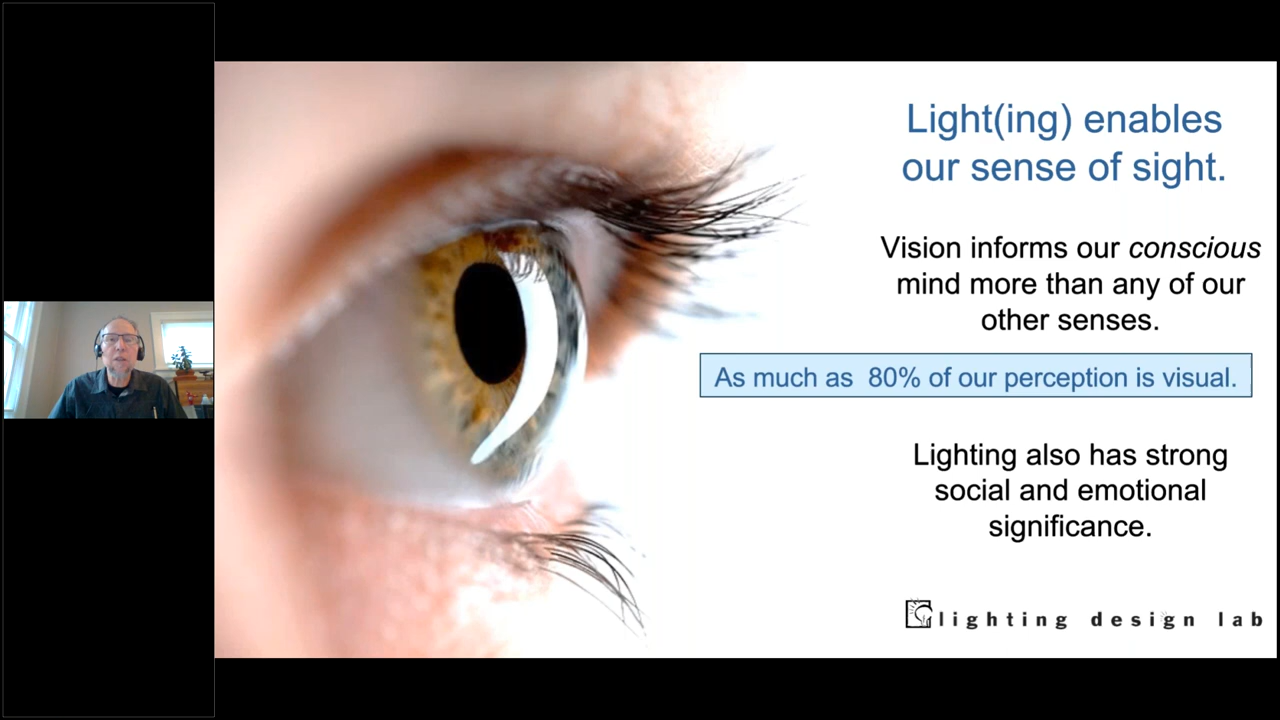 Light(ing) enables
our sense of sight.
Vision informs our conscious
mind more than any of our
other senses.
As much as 80% of our perception is visual.
Lighting also has strong
social and emotional
significance.
lighting design lab